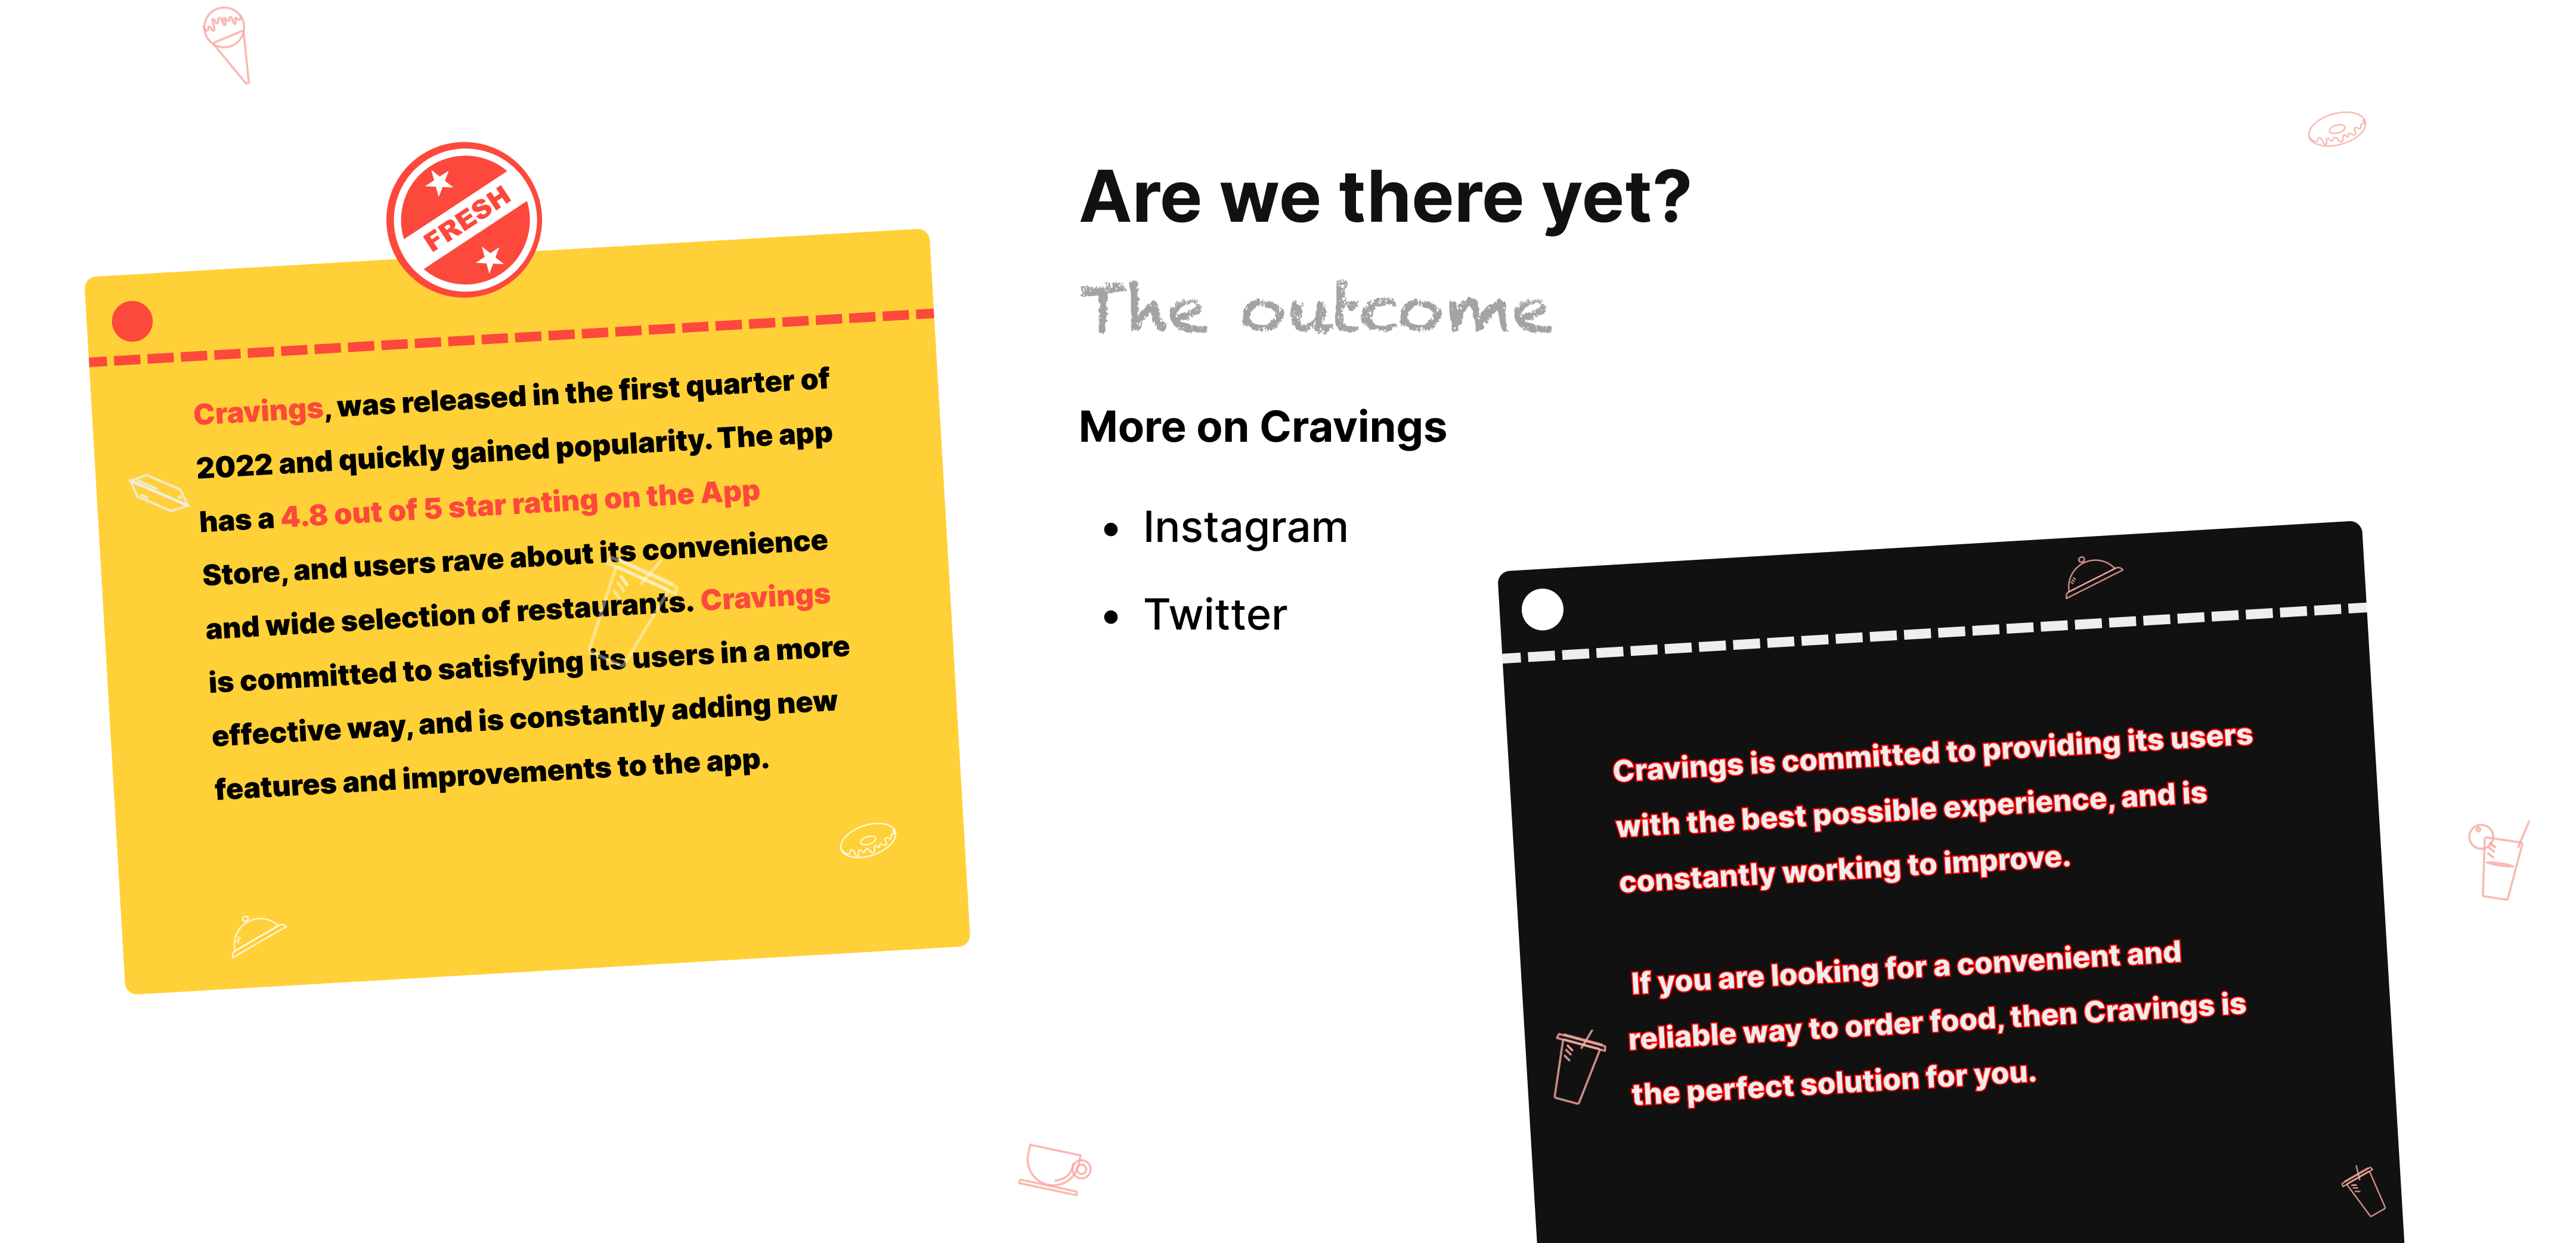 FRESH
Cravings, was released in the first quarter of
2022 and quickly gained popularity. The app
has a 4.8 out of 5 star rating on the App
Store, and users rave about its convenience
and wide selection of restaurants. Cravings
is committed to satisfying its users in a more
effective way, and is constantly adding new
features and improvements to the app.
Are we there yet?
The outcome
More on Cravings
• Instagram
• Twitter
Cravings is committed to providing its users
with the best possible experience, and is
constantly working to improve.
If you are looking for a convenient and
reliable way to order food, then Cravings is
the perfect solution for you.